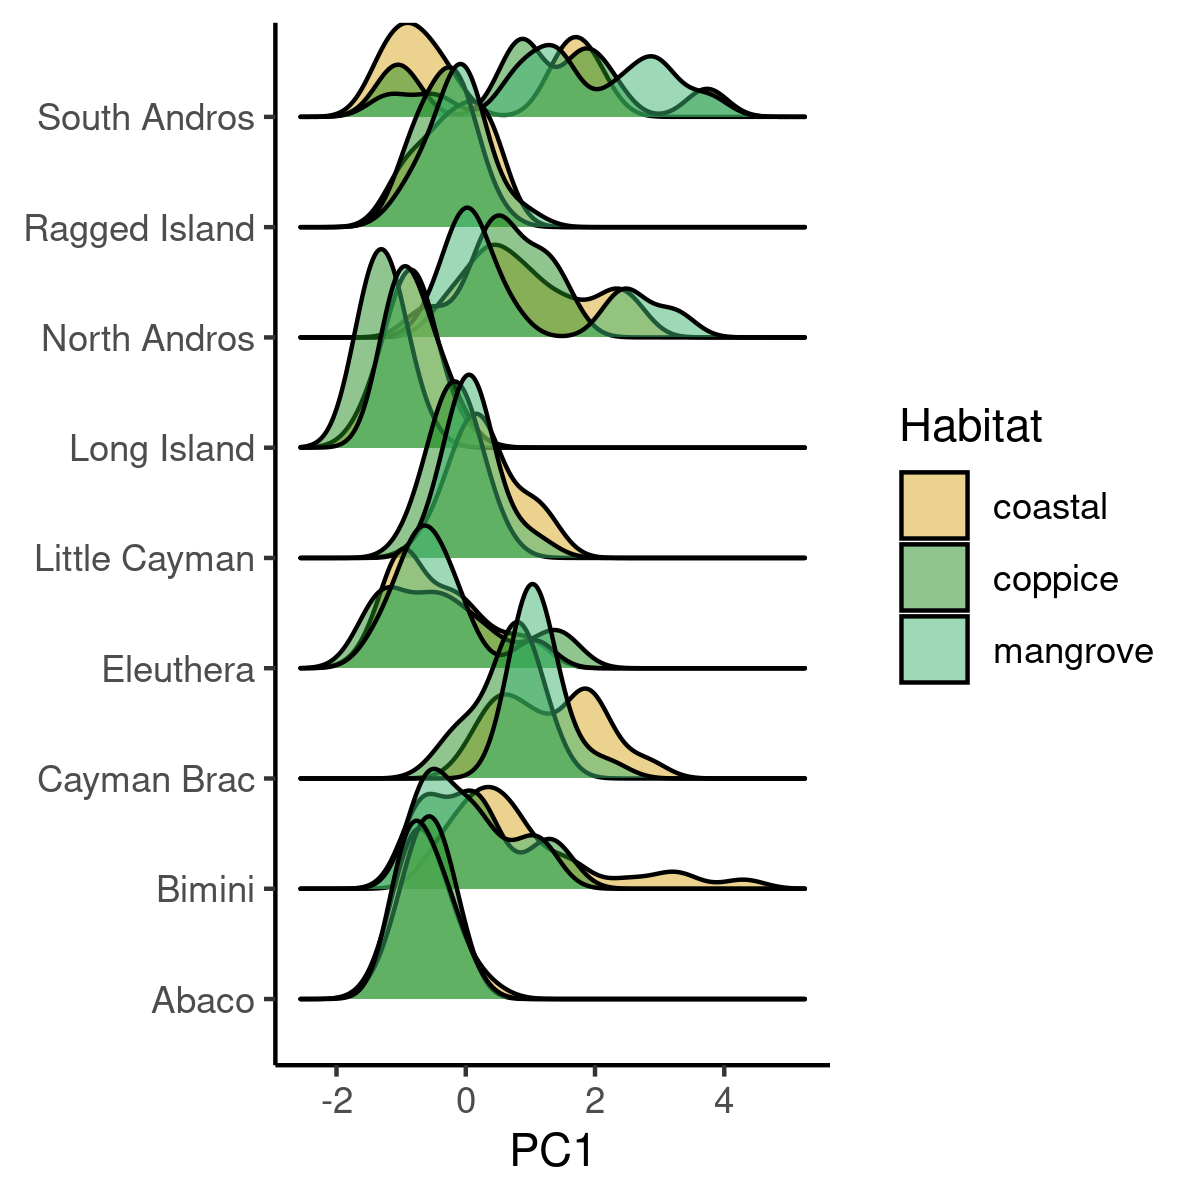 South Andros
Ragged Island
North Andros
Long Island
Little Cayman
Eleuthera
Cayman Brac
Bimini
Abaco
-2 0 2 4
PC1
Habitat
coastal
coppice
mangrove